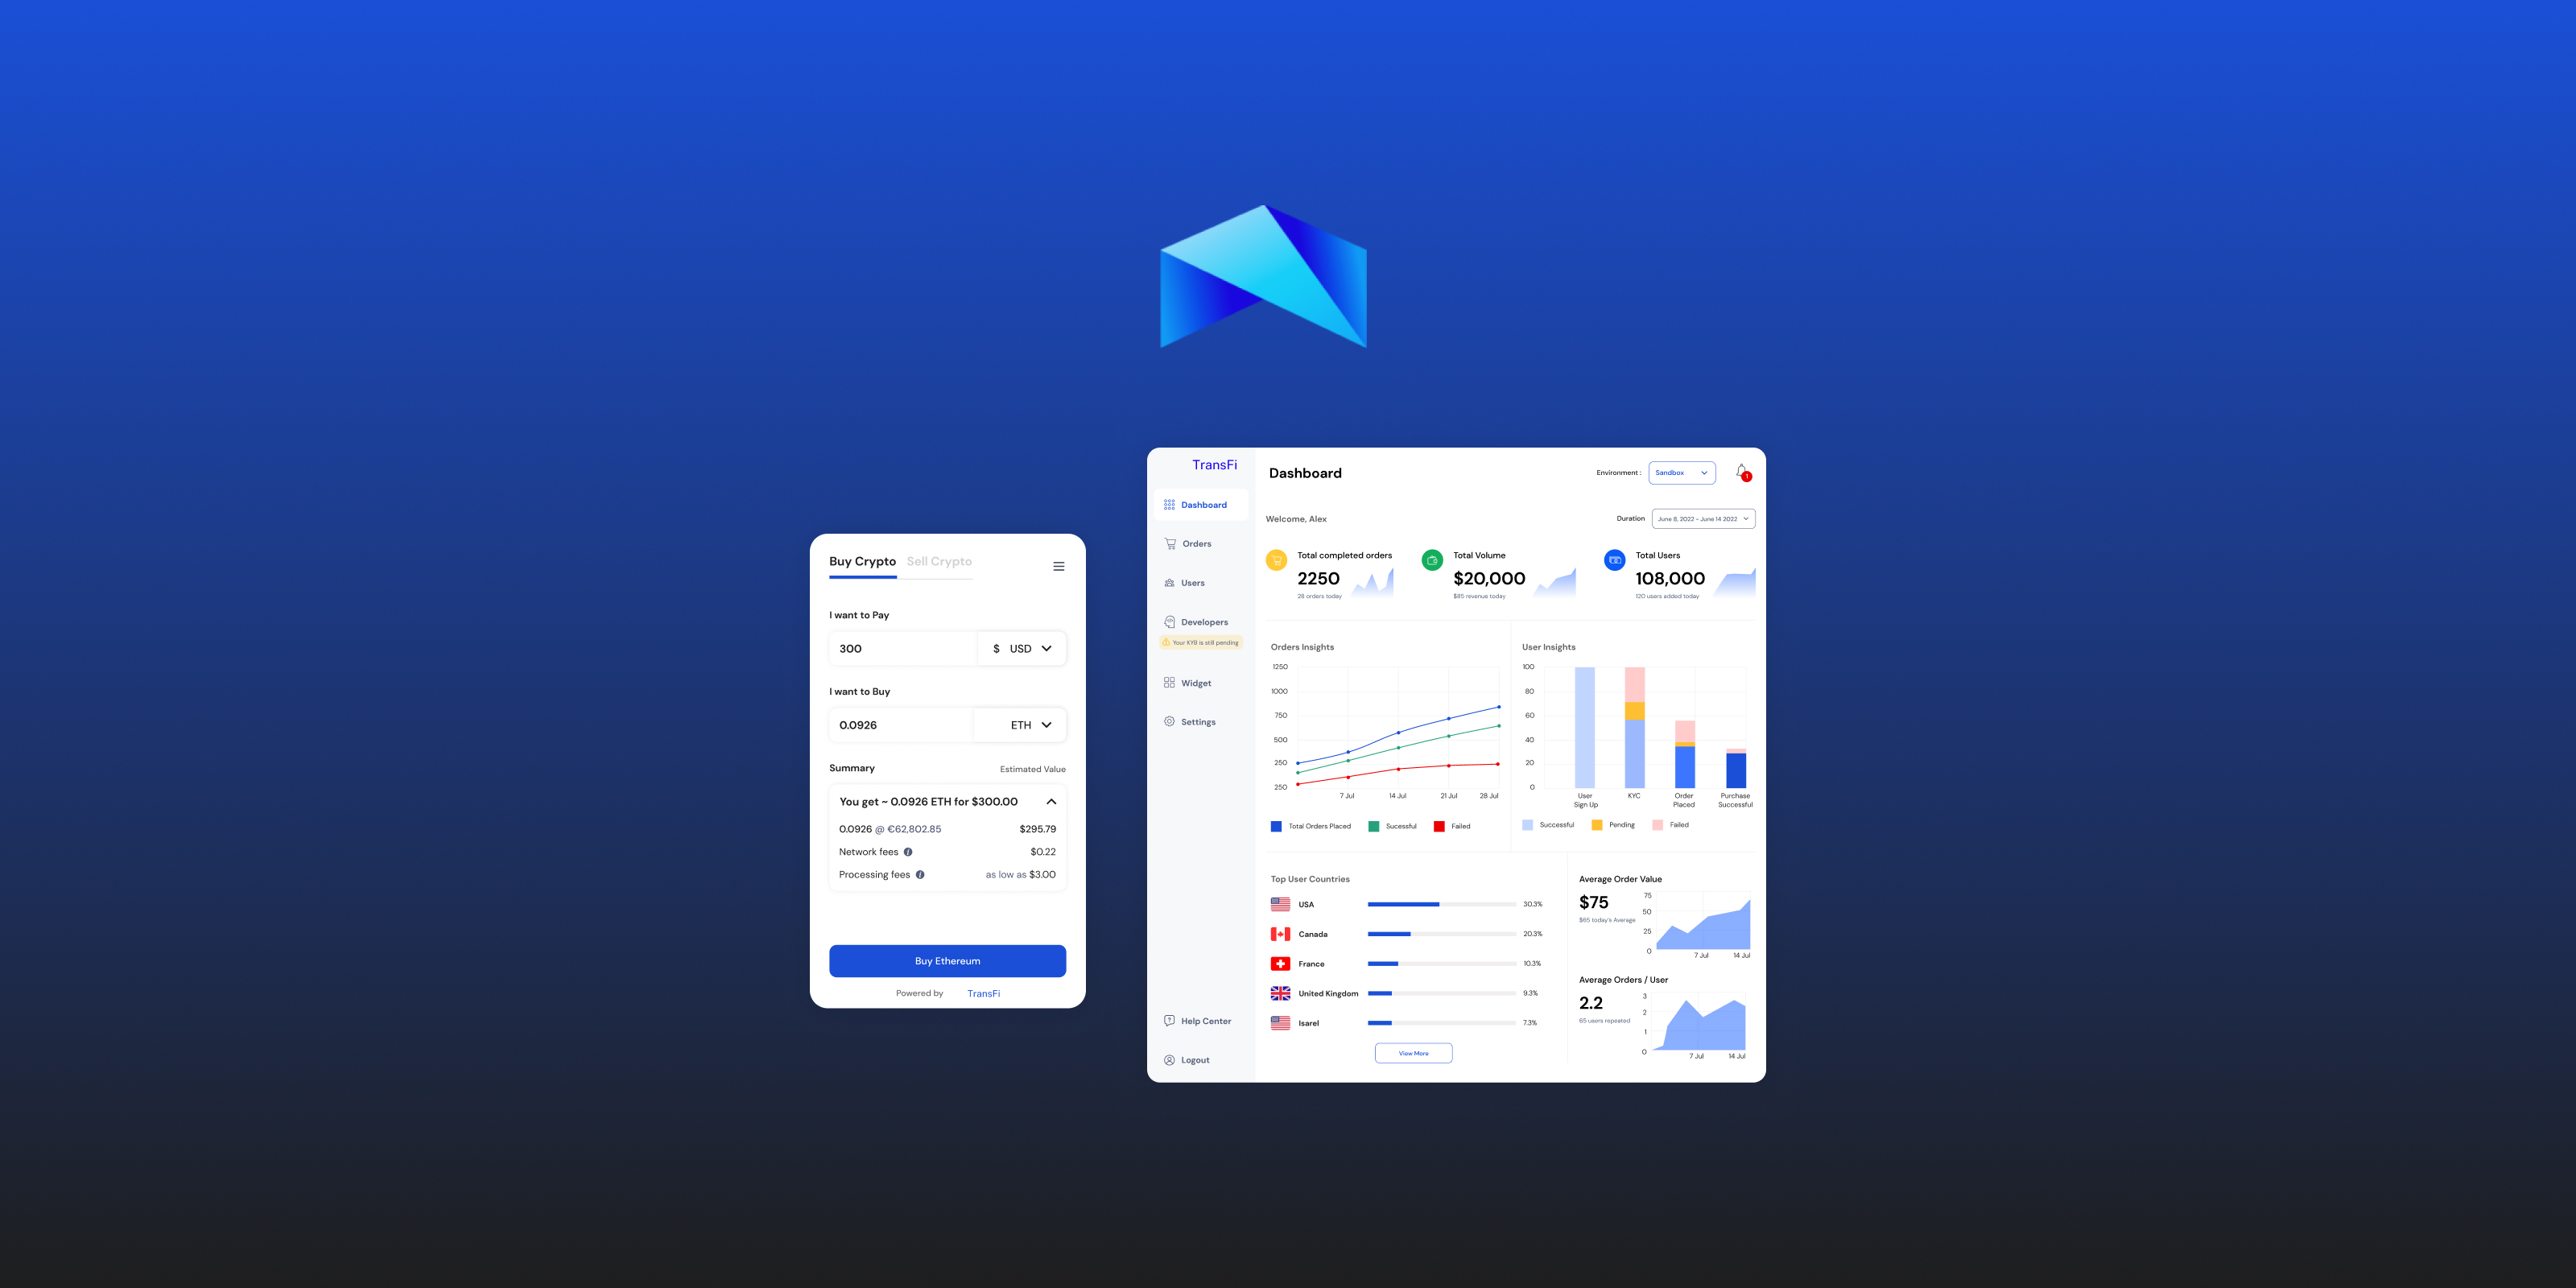 Buy Crypto Sell Crypto
I want to Pay
300 $ USD
I want to Buy
0.0926 ETH
Summary Estimated Value
You get ~ 0.0926 ETH for $300.00
0.0926 @ €62,802.85 $295.79
Network fees $0.22
Processing fees as low as $3.00
Buy Ethereum
Powered by TransFi
TransFi
Dashboard
Orders
Users
Developers
Your KYB is still pending
Widget
Settings
Help Center
Logout
Dashboard
Environment : Sandbox
1
Welcome, Alex
Duration June 8, 2022 - June 14 2022
Total completed orders
2250
26 orders today
Total Volume
$20,000
$85 revenue today
Total Users
108,000
120 users added today
Orders Insights
1250
1000
750
500
250
250
7 Jul 14 Jul 21 Jul 28 Jul
Total Orders Placed Sucessful Failed
User Insights
100
80
60
40
20
0
User Sign Up
KYC
Order Placed
Purchase Successful
Successful Pending Failed
Top User Countries
USA 30.3%
Canada 20.3%
France 10.3%
United Kingdom 9.3%
Isarel 7.3%
View More
Average Order Value
$75
$65 today's Average
75
50
25
0
7 Jul 14 Jul
Average Orders / User
2.2
65 users repeated
3
2
1
0
7 Jul 14 Jul